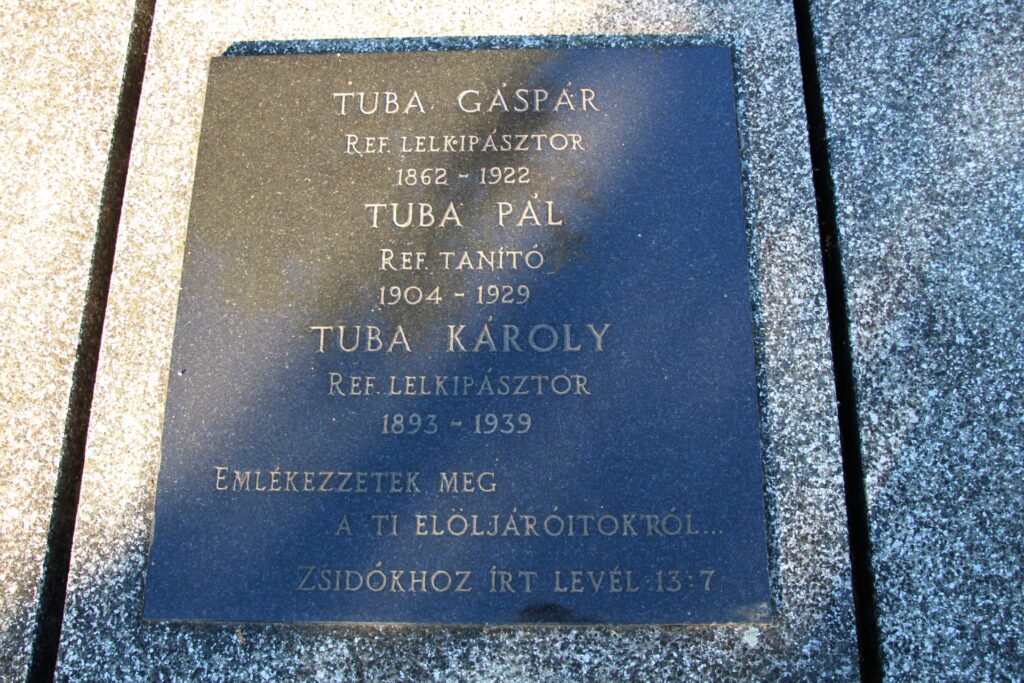 TUBA GÁSPÁR
REF. LELKIPÁSZTOR
1862 - 1922
TUBA PÁL
REF. TANÍTÓ
1904 - 1929
TUBA KÁROLY
REF. LELKIPÁSZTOR
1893 - 1939
EMLÉKEZZETEK MEG
A TI ELÖLJÁRÓITOKRÓL...
ZSIDÓKHOZ ÍRT LEVÉL 13:7